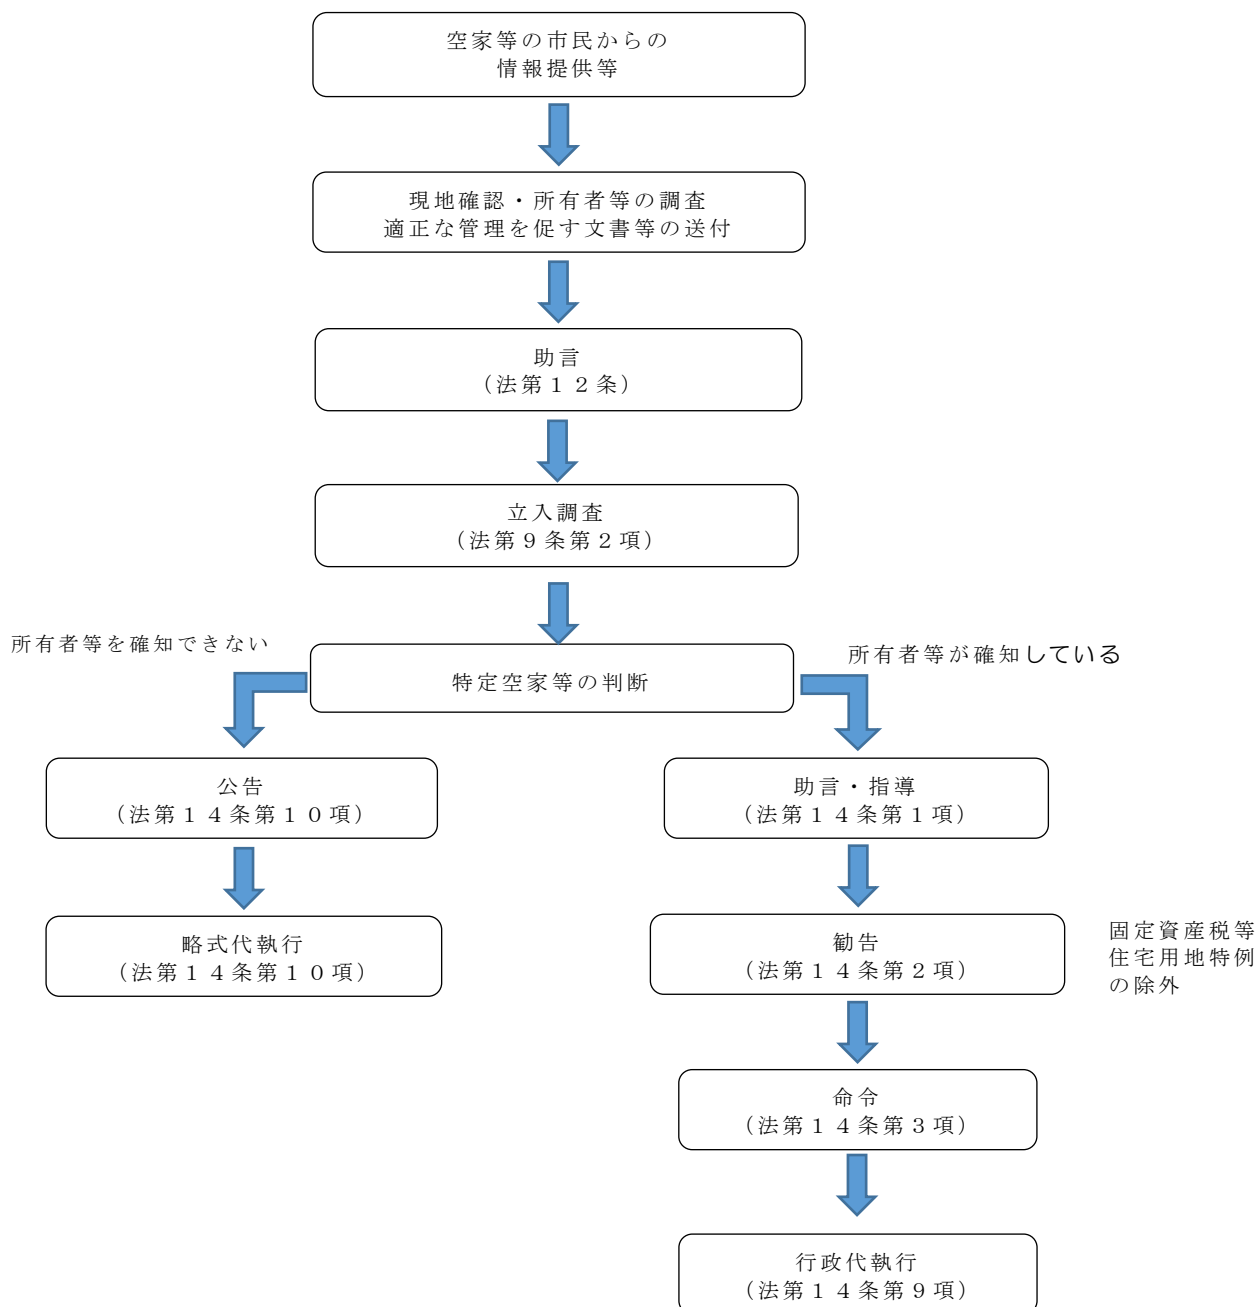 空家等の市民からの
情報提供等
現地確認・所有者等の調査
適正な管理を促す文書等の送付
助言
（法第１２条）
立入調査
（法第９条第２項）
所有者等を確知できない
所有者等が確知している
特定空家等の判断
公告
（法第１４条第１０項）
助言・指導
（法第１４条第１項）
略式代執行
（法第１４条第１０項）
勧告
（法第１４条第２項）
固定資産税等
住宅用地特例
の除外
命令
（法第１４条第３項）
行政代執行
（法第１４条第９項）